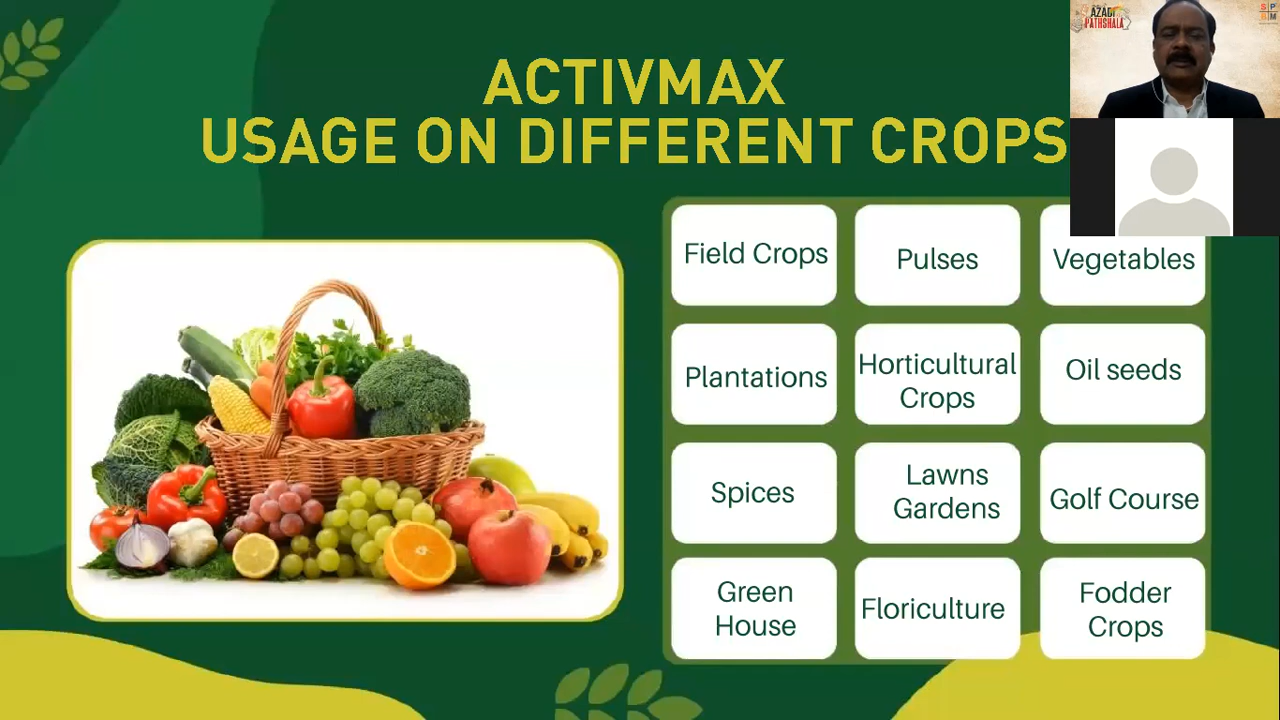 ACTIVMAX
USAGE ON DIFFERENT CROPS
AZADI
PATHSHALA
S P
S M
Field Crops
Pulses
Vegetables
Plantations
Horticultural
Crops
Oil seeds
Spices
Lawns
Gardens
Golf Course
Green
House
Floriculture
Fodder
Crops